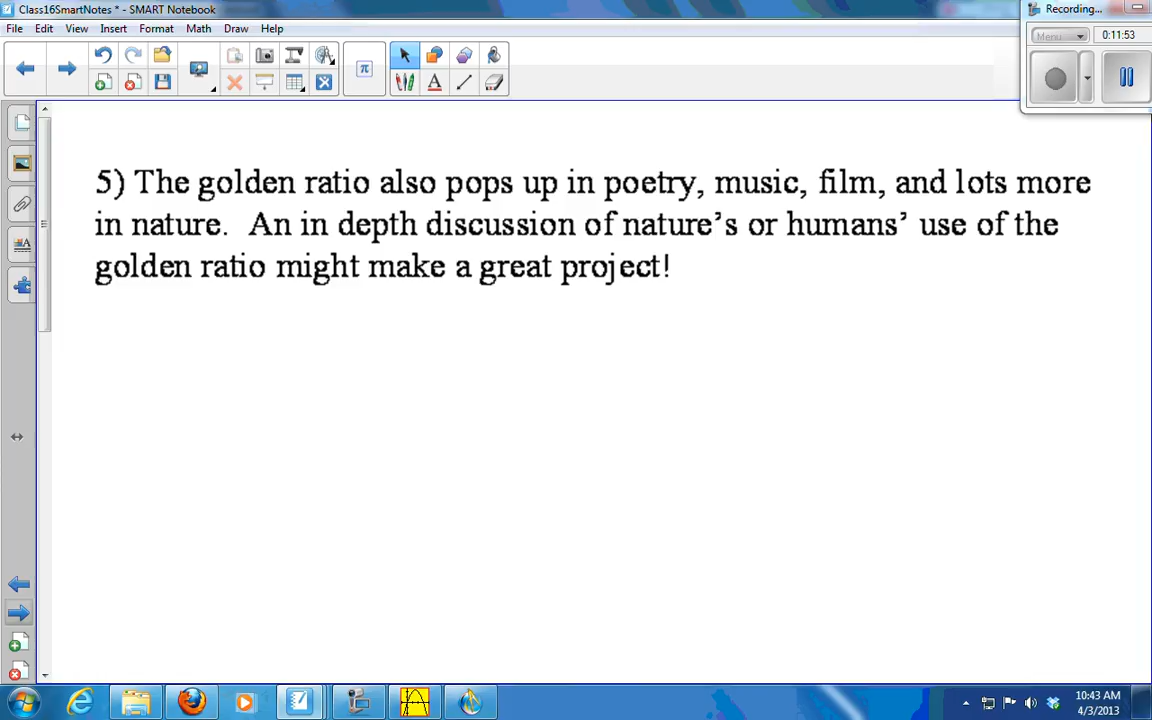 Class16SmartNotes * - SMART Notebook
Recording...
File Edit View Insert Format Math Draw Help
Menu 0:11:53
π
A
5) The golden ratio also pops up in poetry, music, film, and lots more
in nature. An in depth discussion of nature’s or humans’ use of the
golden ratio might make a great project!
10:43 AM
4/3/2013